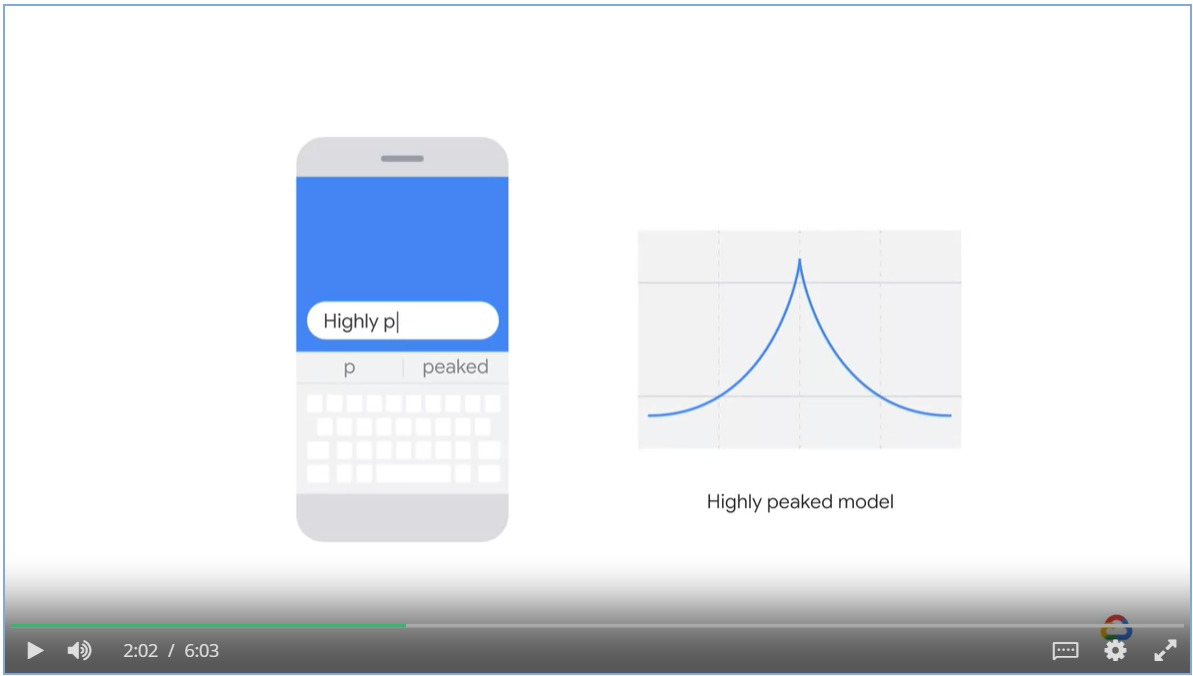 Highly p
p peaked
Highly peaked model
2:02 / 6:03